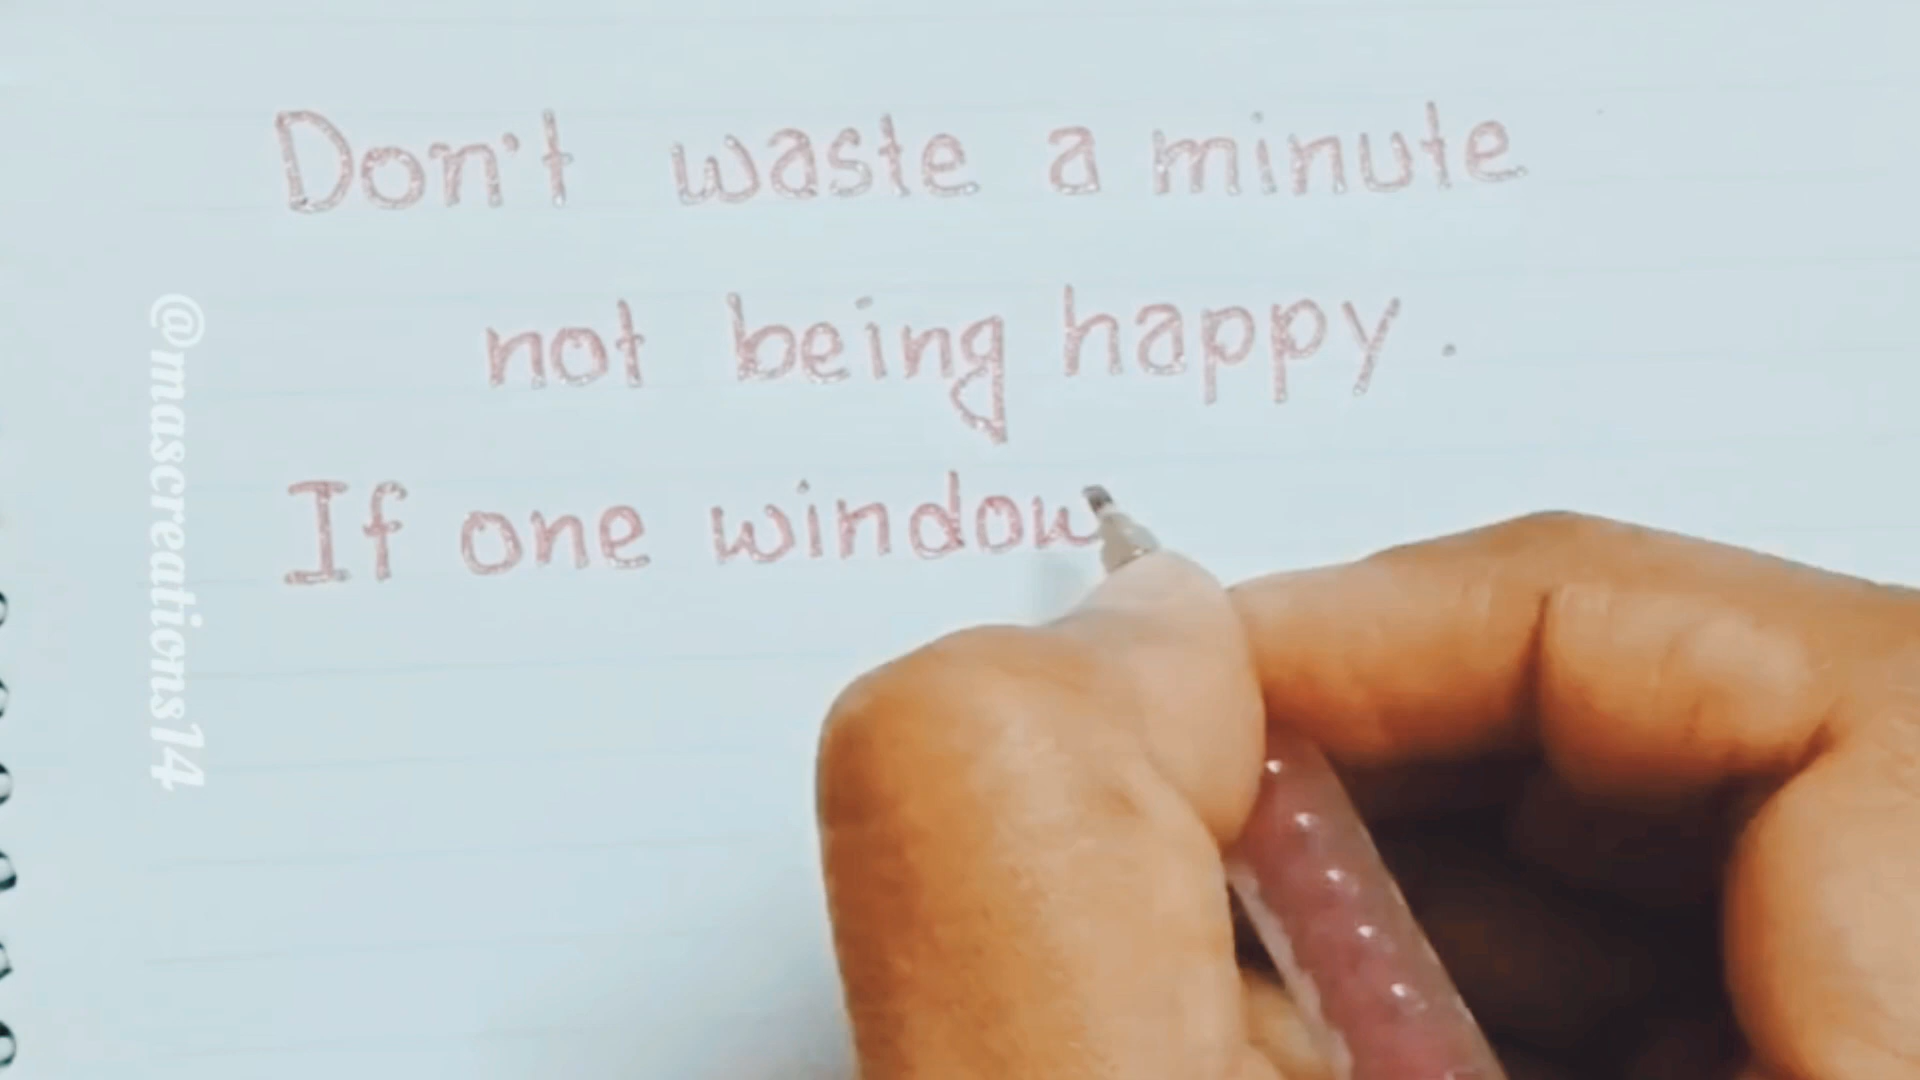 Don't waste a minute
not being happy.
If one window
@mascreations14